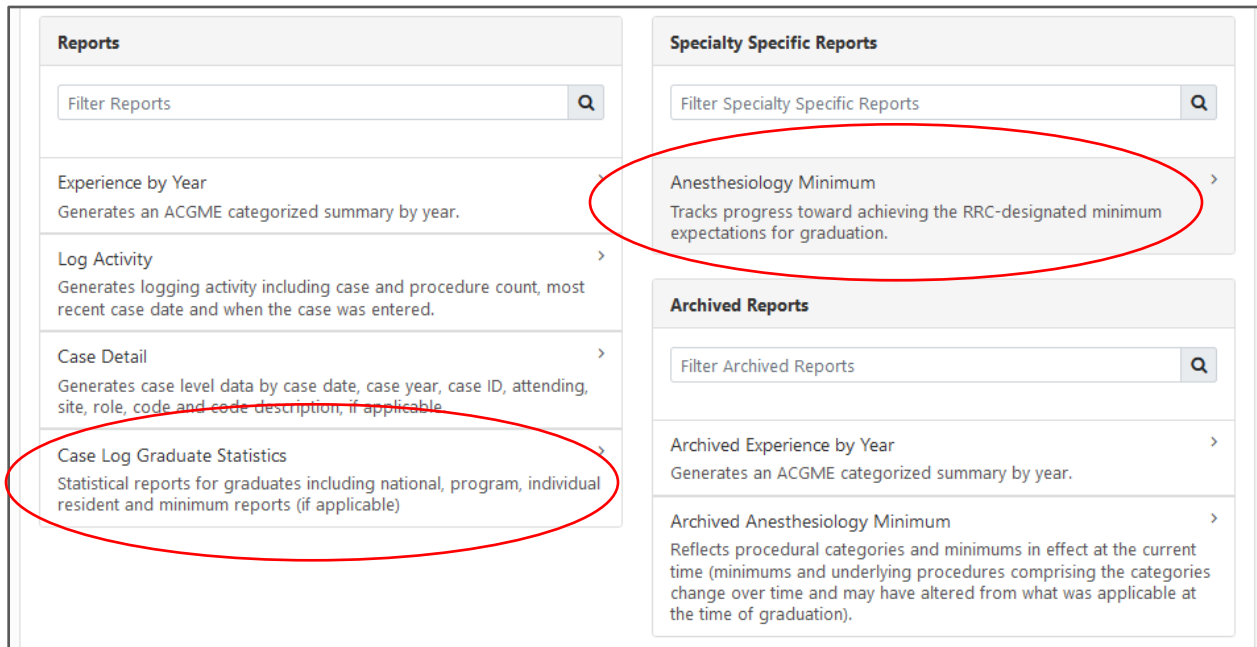 Reports
Filter Reports
Experience by Year
Generates an ACGME categorized summary by year.
Log Activity
Generates logging activity including case and procedure count, most
recent case date and when the case was entered.
Case Detail
Generates case level data by case date, case year, case ID, attending,
site, role, code and code description, if applicable.
Case Log Graduate Statistics
Statistical reports for graduates including national, program, individual
resident and minimum reports (if applicable)
Specialty Specific Reports
Filter Specialty Specific Reports
Anesthesiology Minimum
Tracks progress toward achieving the RRC-designated minimum
expectations for graduation.
Archived Reports
Filter Archived Reports
Archived Experience by Year
Generates an ACGME categorized summary by year.
Archived Anesthesiology Minimum
Reflects procedural categories and minimums in effect at the current
time (minimums and underlying procedures comprising the categories
change over time and may have altered from what was applicable at
the time of graduation).